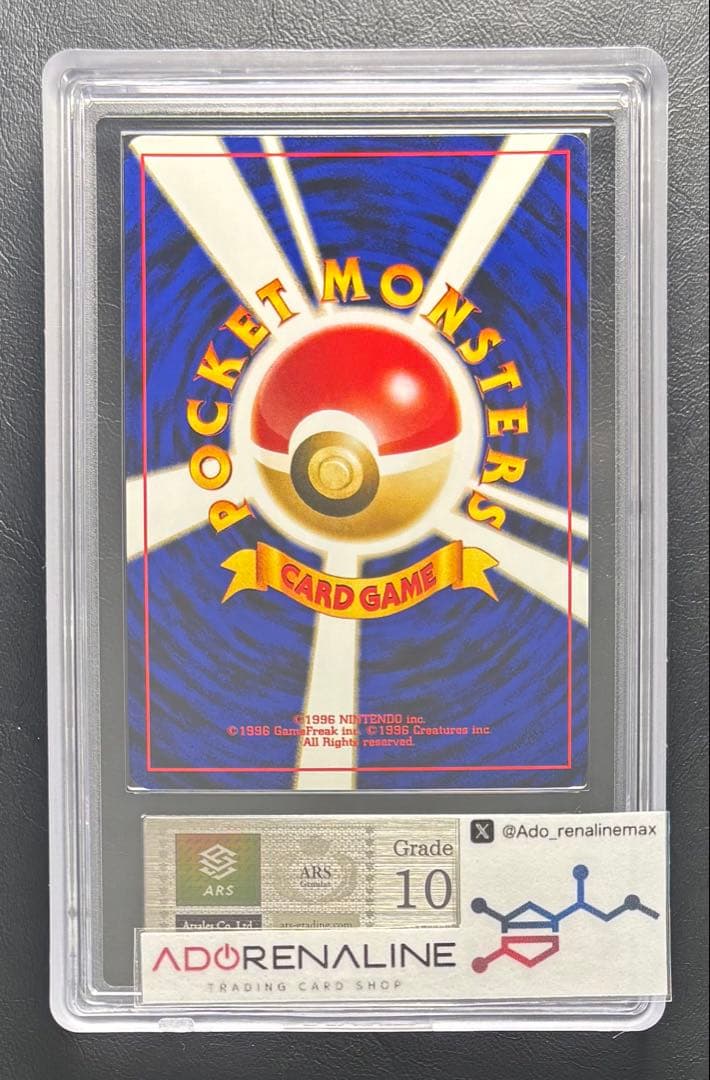 POCKET MONSTERS
CARD GAME
©1996 NINTENDO inc.
©1996 GameFreak inc. ©1996 Creatures inc.
All Rights reserved.
ARS
ARS
Genuine
Grade
10
ars-grading.com
X @Ado_renalinemax
ADORENALINE
TRADING CARD SHOP